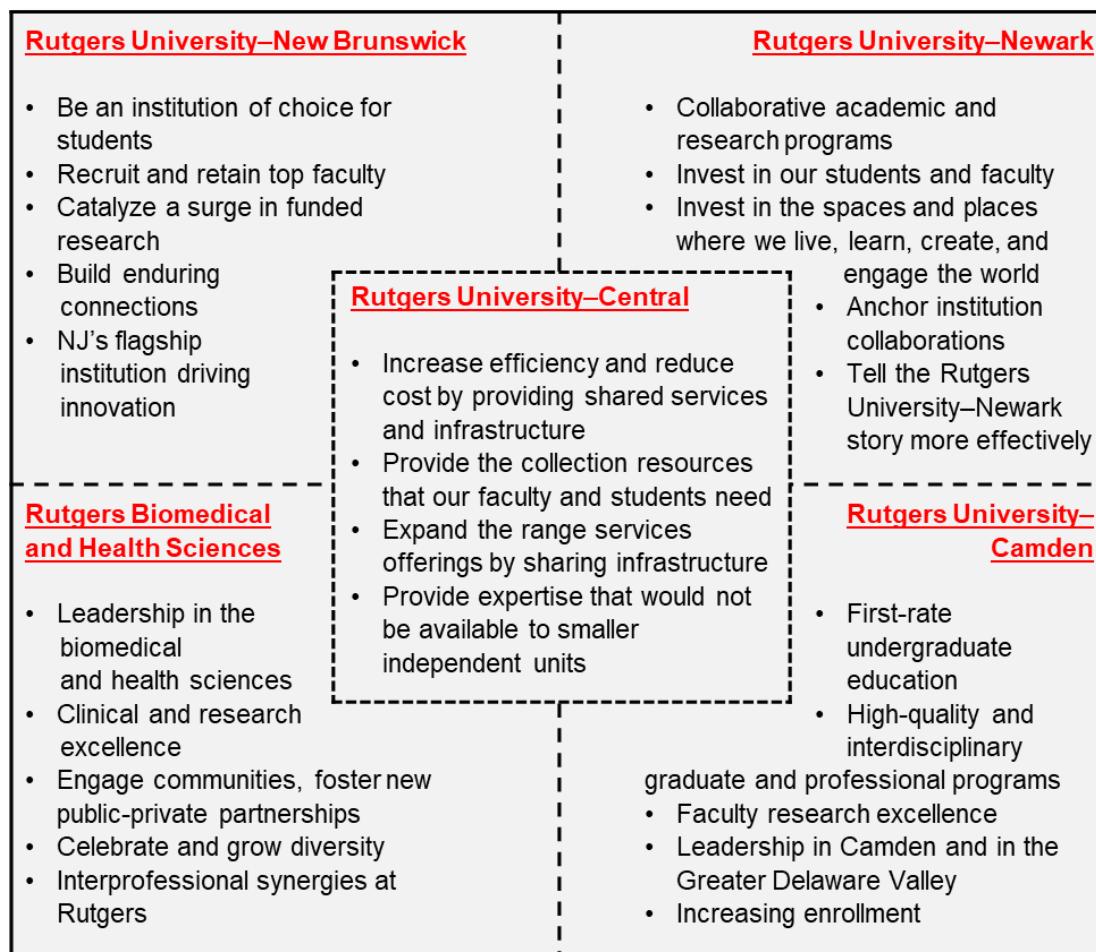 Rutgers University–New Brunswick
• Be an institution of choice for
students
• Recruit and retain top faculty
• Catalyze a surge in funded
research
• Build enduring
connections
• NJ’s flagship
institution driving
innovation
Rutgers University–Newark
• Collaborative academic and
research programs
• Invest in our students and faculty
• Invest in the spaces and places
where we live, learn, create, and
engage the world
• Anchor institution
collaborations
• Tell the Rutgers
University–Newark
story more effectively
Rutgers University–Central
• Increase efficiency and reduce
cost by providing shared services
and infrastructure
• Provide the collection resources
that our faculty and students need
• Expand the range services
offerings by sharing infrastructure
• Provide expertise that would not
be available to smaller
independent units
Rutgers Biomedical
and Health Sciences
• Leadership in the
biomedical
and health sciences
• Clinical and research
excellence
• Engage communities, foster new
public-private partnerships
• Celebrate and grow diversity
• Interprofessional synergies at
Rutgers
Rutgers University–
Camden
• First-rate
undergraduate
education
• High-quality and
interdisciplinary
graduate and professional programs
• Faculty research excellence
• Leadership in Camden and in the
Greater Delaware Valley
• Increasing enrollment